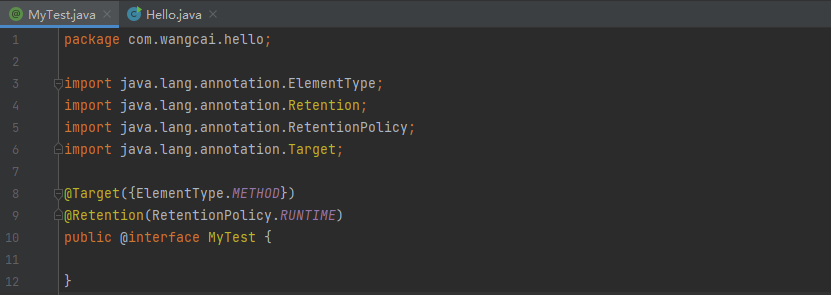 MyTest.java
Hello.java
1 package com.wangcai.hello;
2
3 import java.lang.annotation.ElementType;
4 import java.lang.annotation.Retention;
5 import java.lang.annotation.RetentionPolicy;
6 import java.lang.annotation.Target;
7
8 @Target({ElementType.METHOD})
9 @Retention(RetentionPolicy.RUNTIME)
10 public @interface MyTest {
11
12 }